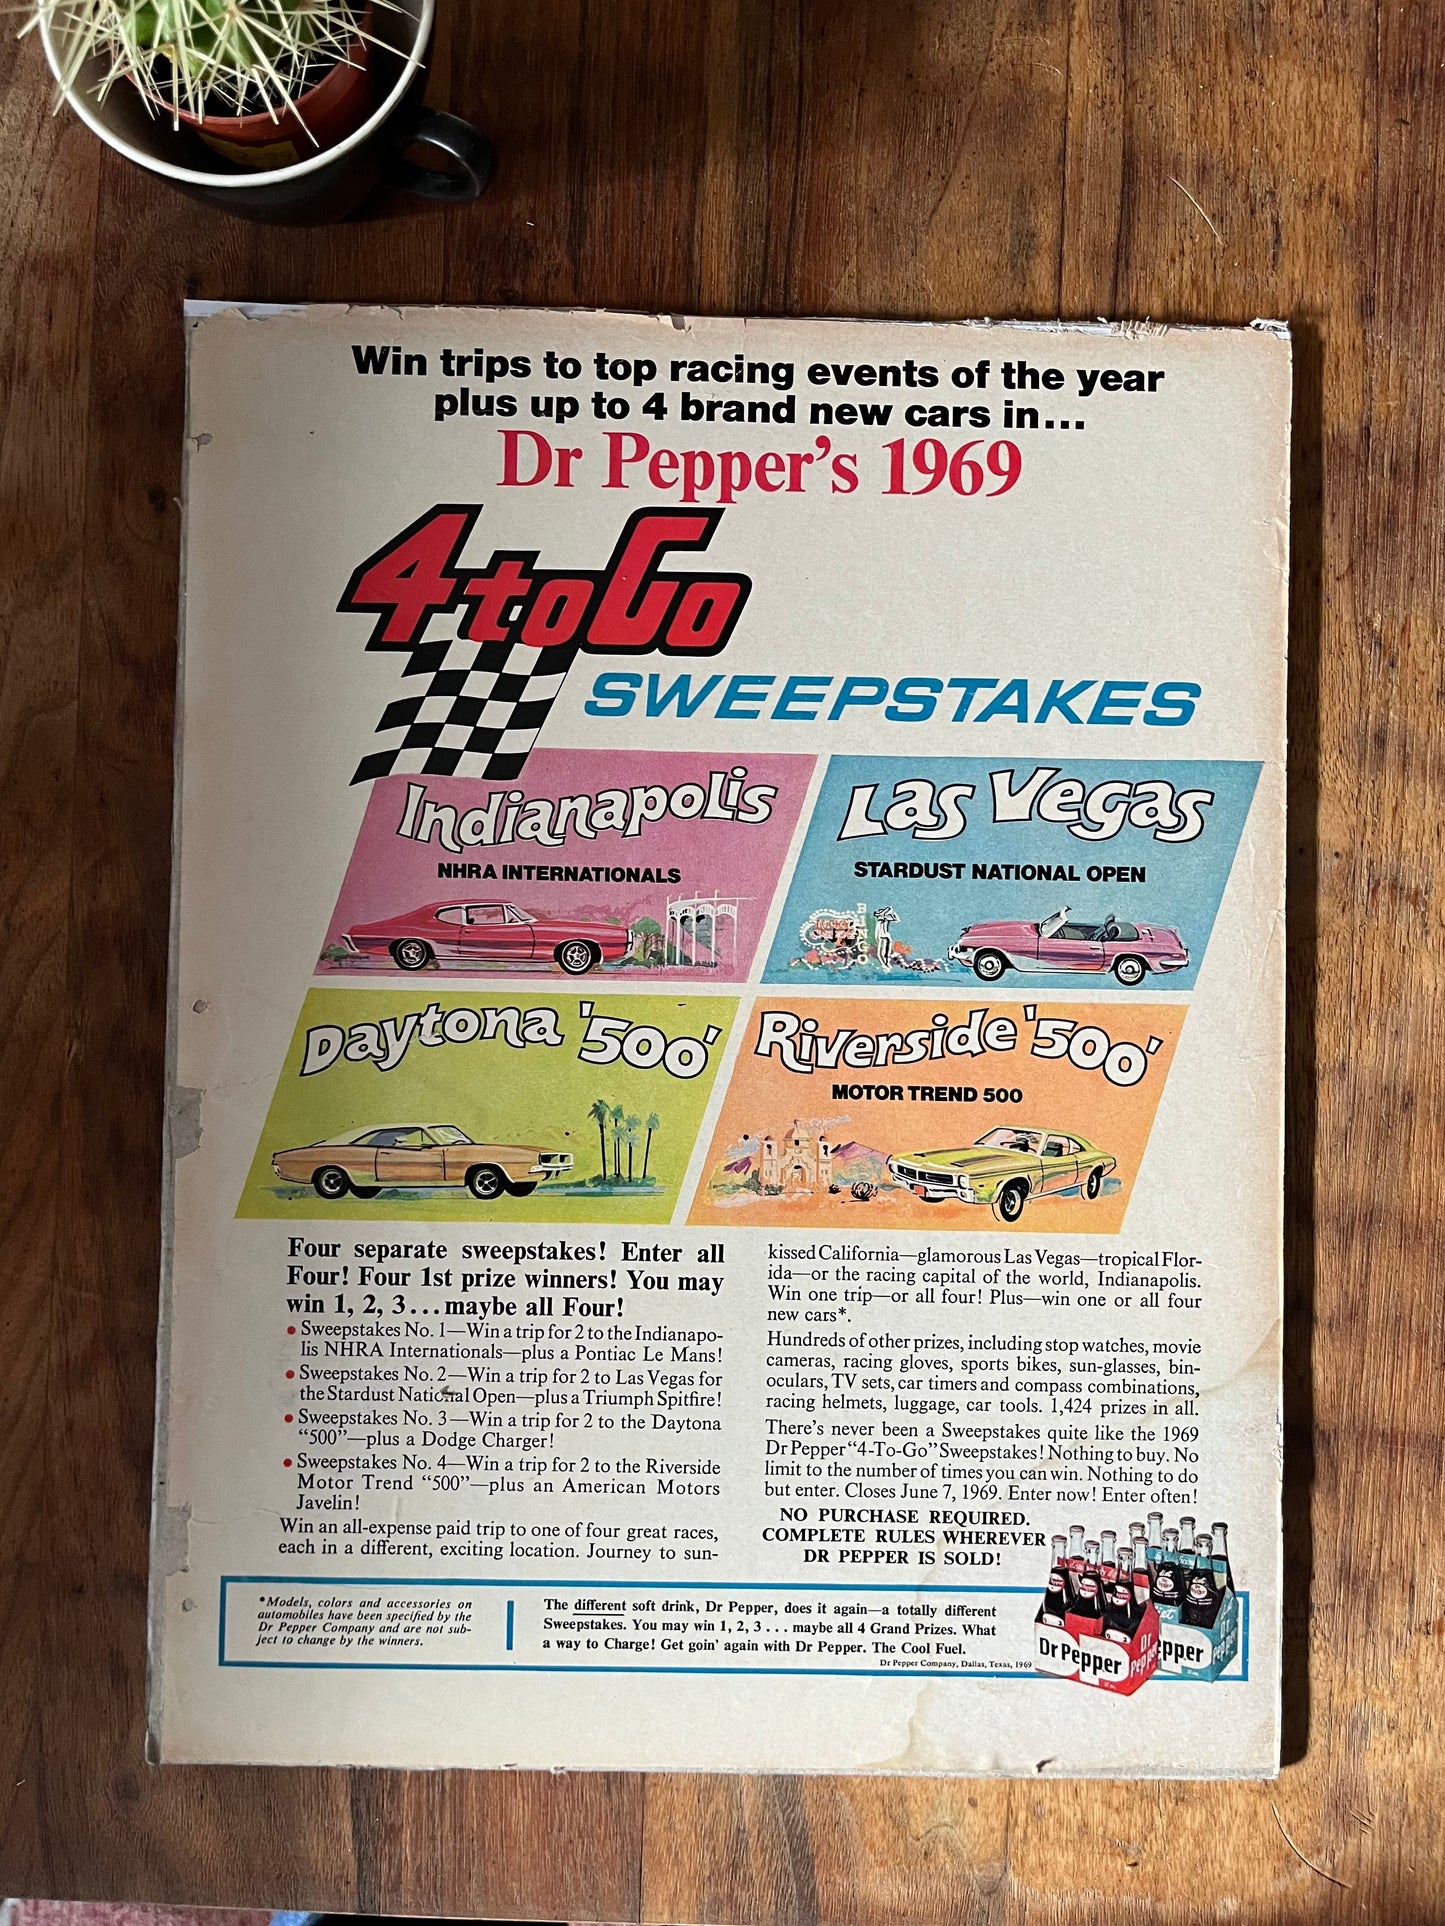 Win trips to top racing events of the year
plus up to 4 brand new cars in...
Dr Pepper's 1969
4 to Go
SWEEPSTAKES
Indianapolis
NHRA INTERNATIONALS
Las Vegas
STARDUST NATIONAL OPEN
BINGO
Daytona '500'
Riverside '500'
MOTOR TREND 500
Four separate sweepstakes! Enter all
Four! Four 1st prize winners! You may
win 1, 2, 3...maybe all Four!
• Sweepstakes No. 1—Win a trip for 2 to the Indianapo-
lis NHRA Internationals—plus a Pontiac Le Mans!
• Sweepstakes No. 2—Win a trip for 2 to Las Vegas for
the Stardust National Open—plus a Triumph Spitfire!
• Sweepstakes No. 3—Win a trip for 2 to the Daytona
“500”—plus a Dodge Charger!
• Sweepstakes No. 4—Win a trip for 2 to the Riverside
Motor Trend “500”—plus an American Motors
Javelin!
Win an all-expense paid trip to one of four great races,
each in a different, exciting location. Journey to sun-
kissed California—glamorous Las Vegas—tropical Flor-
ida—or the racing capital of the world, Indianapolis.
Win one trip—or all four! Plus—win one or all four
new cars*.
Hundreds of other prizes, including stop watches, movie
cameras, racing gloves, sports bikes, sun-glasses, bin-
oculars, TV sets, car timers and compass combinations,
racing helmets, luggage, car tools. 1,424 prizes in all.
There's never been a Sweepstakes quite like the 1969
Dr Pepper “4-To-Go” Sweepstakes! Nothing to buy. No
limit to the number of times you can win. Nothing to do
but enter. Closes June 7, 1969. Enter now! Enter often!
NO PURCHASE REQUIRED.
COMPLETE RULES WHEREVER
DR PEPPER IS SOLD!
*Models, colors and accessories on
automobiles have been specified by the
Dr Pepper Company and are not sub-
ject to change by the winners.
The different soft drink, Dr Pepper, does it again—a totally different
Sweepstakes. You may win 1, 2, 3 . . . maybe all 4 Grand Prizes. What
a way to Charge! Get goin' again with Dr Pepper. The Cool Fuel.
Dr Pepper Company, Dallas, Texas, 1969
Dr Pepper
Dr Pepper
epper